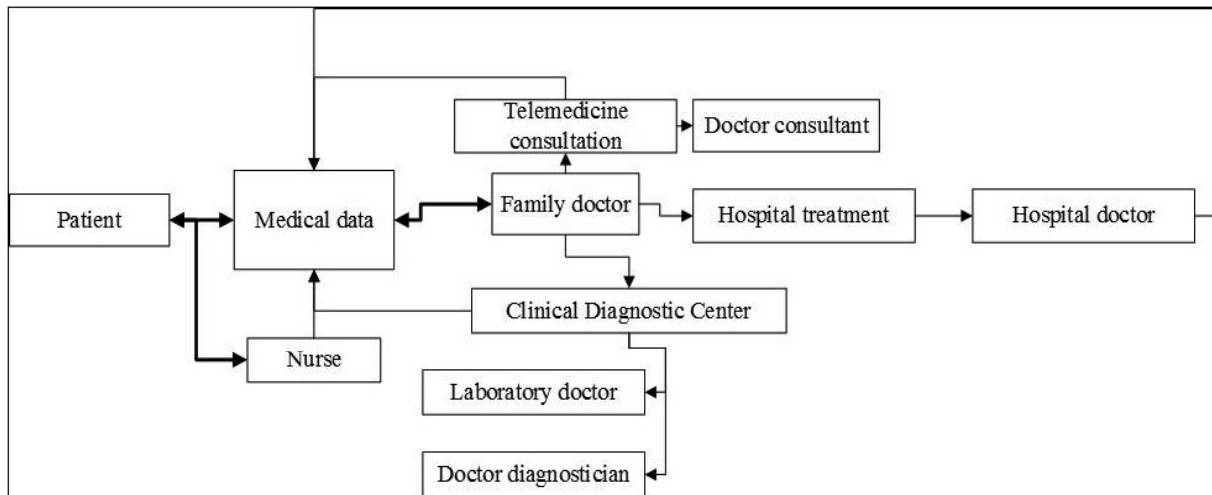 Telemedicine
consultation
Doctor consultant
Patient
Medical data
Family doctor
Hospital treatment
Hospital doctor
Clinical Diagnostic Center
Nurse
Laboratory doctor
Doctor diagnostician